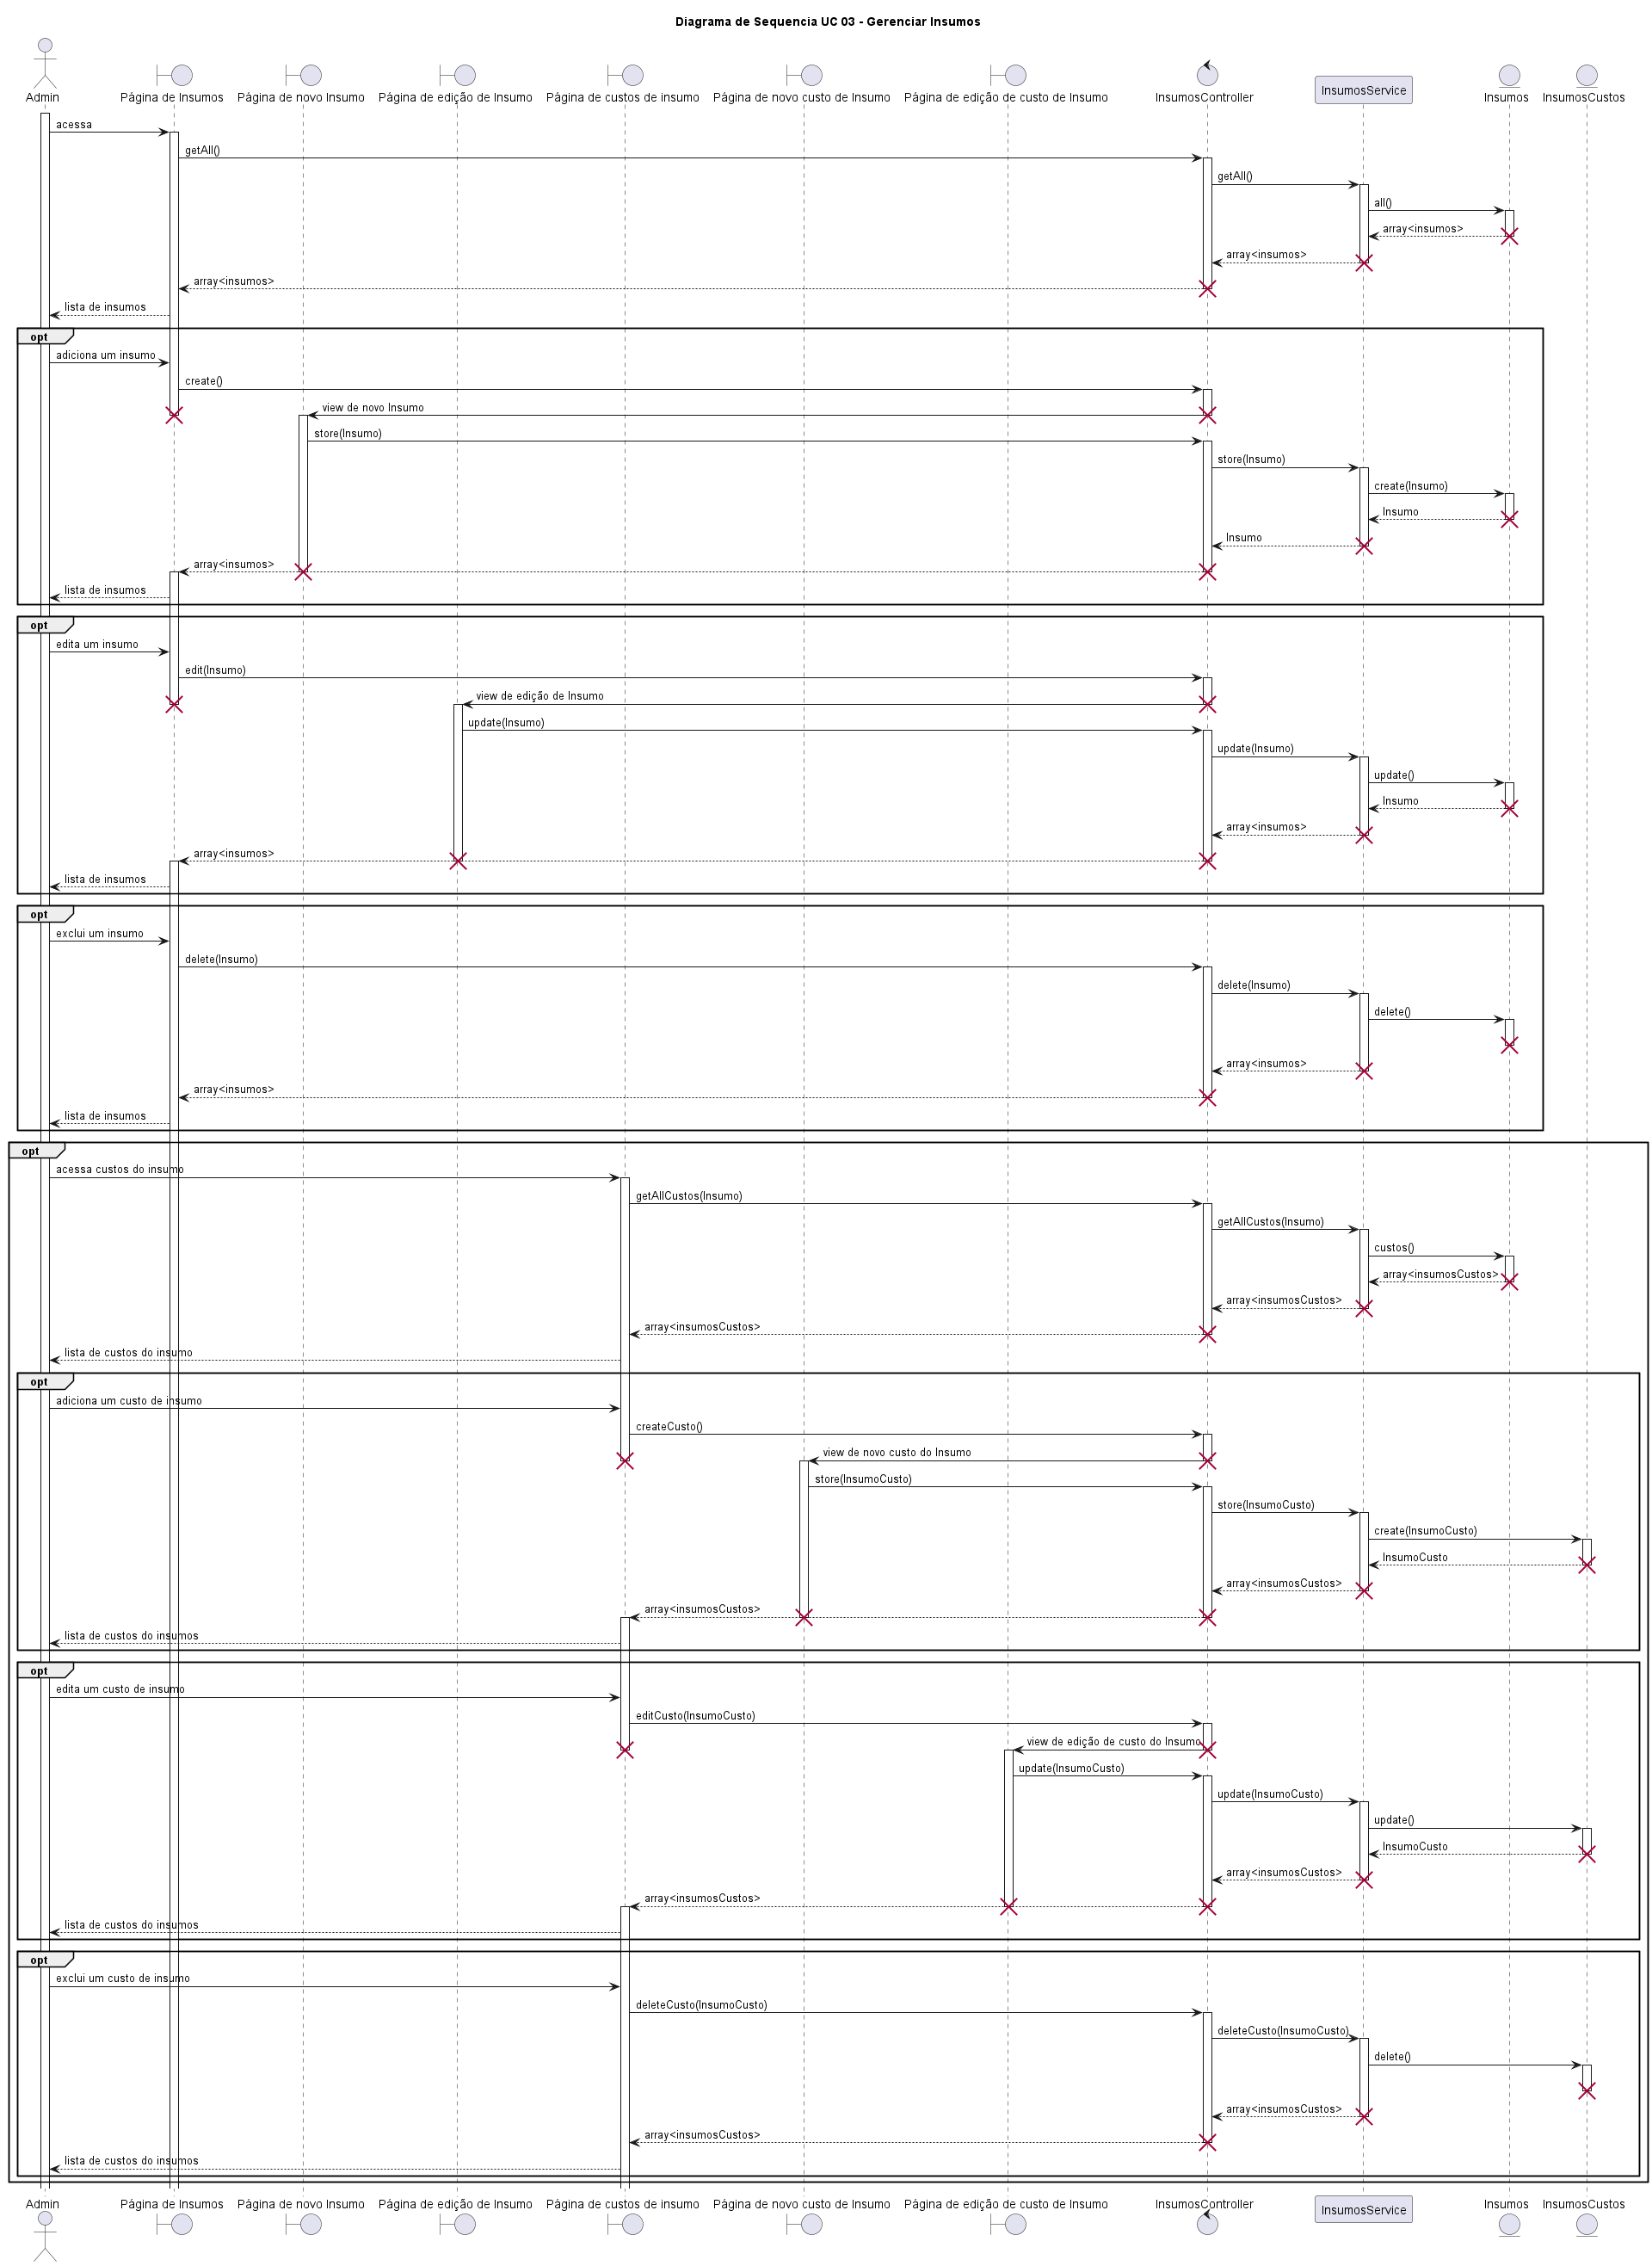 Diagrama de Sequencia UC 03 - Gerenciar Insumos
Admin
Página de Insumos
Página de novo Insumo
Página de edição de Insumo
Página de custos de insumo
Página de novo custo de Insumo
Página de edição de custo de Insumo
InsumosController
InsumosService
Insumos
InsumosCustos
acessa
getAll()
getAll()
all()
array<insumos>
array<insumos>
array<insumos>
lista de insumos
opt
adiciona um insumo
create()
view de novo Insumo
store(Insumo)
store(Insumo)
create(Insumo)
Insumo
Insumo
array<insumos>
lista de insumos
opt
edita um insumo
edit(Insumo)
view de edição de Insumo
update(Insumo)
update(Insumo)
update()
Insumo
array<insumos>
array<insumos>
lista de insumos
opt
exclui um insumo
delete(Insumo)
delete(Insumo)
delete()
array<insumos>
array<insumos>
lista de insumos
opt
acessa custos do insumo
getAllCustos(Insumo)
getAllCustos(Insumo)
custos()
array<insumosCustos>
array<insumosCustos>
array<insumosCustos>
lista de custos do insumo
opt
adiciona um custo de insumo
createCusto()
view de novo custo do Insumo
store(InsumoCusto)
store(InsumoCusto)
create(InsumoCusto)
InsumoCusto
array<insumosCustos>
array<insumosCustos>
lista de custos do insumos
opt
edita um custo de insumo
editCusto(InsumoCusto)
view de edição de custo do Insumo
update(InsumoCusto)
update(InsumoCusto)
update()
InsumoCusto
array<insumosCustos>
array<insumosCustos>
lista de custos do insumos
opt
exclui um custo de insumo
deleteCusto(InsumoCusto)
deleteCusto(InsumoCusto)
delete()
array<insumosCustos>
array<insumosCustos>
lista de custos do insumos
Admin
Página de Insumos
Página de novo Insumo
Página de edição de Insumo
Página de custos de insumo
Página de novo custo de Insumo
Página de edição de custo de Insumo
InsumosController
InsumosService
Insumos
InsumosCustos